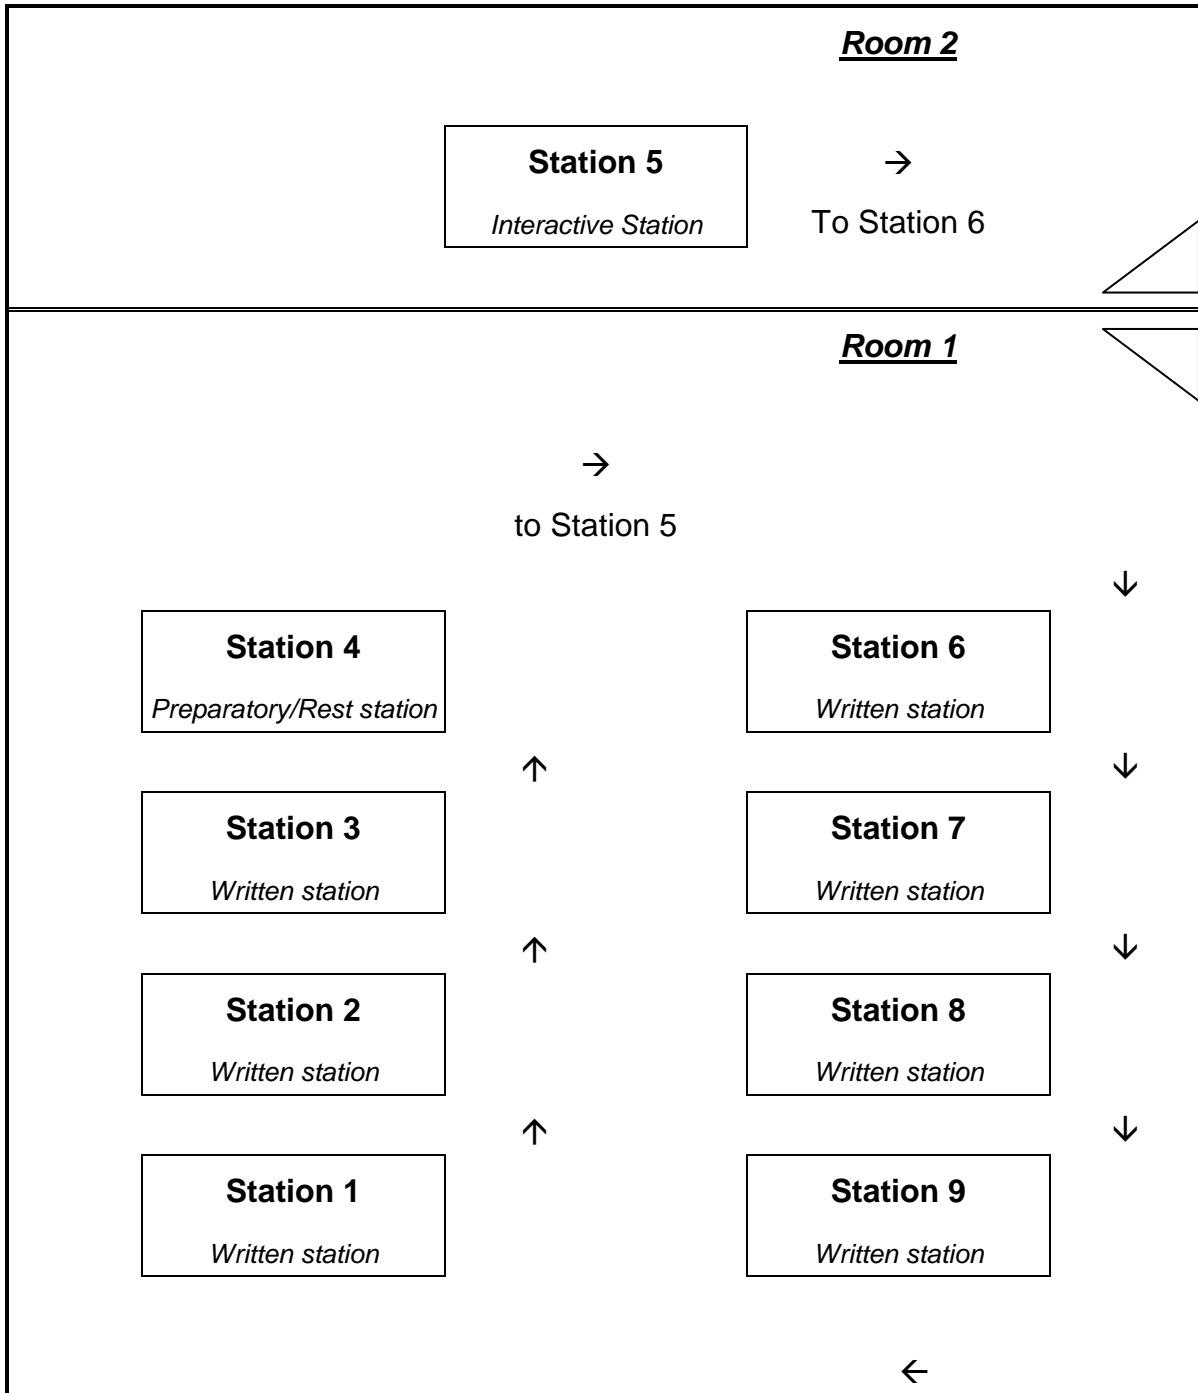 Room 2
Station 5
Interactive Station
→
To Station 6
Room 1
→
to Station 5
↓
Station 4
Preparatory/Rest station
Station 6
Written station
↑
↓
Station 3
Written station
Station 7
Written station
↑
↓
Station 2
Written station
Station 8
Written station
↑
↓
Station 1
Written station
Station 9
Written station
←